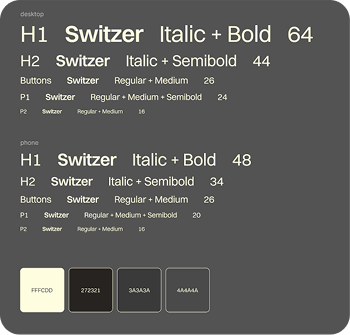 desktop
H1 Switzer Italic + Bold 64
H2 Switzer Italic + Semibold 44
Buttons Switzer Regular + Medium 26
P1 Switzer Regular + Medium + Semibold 24
P2 Switzer Regular + Medium 16
phone
H1 Switzer Italic + Bold 48
H2 Switzer Italic + Semibold 34
Buttons Switzer Regular + Medium 26
P1 Switzer Regular + Medium + Semibold 20
P2 Switzer Regular + Medium 16
FFFCDD 272321 3A3A3A 4A4A4A